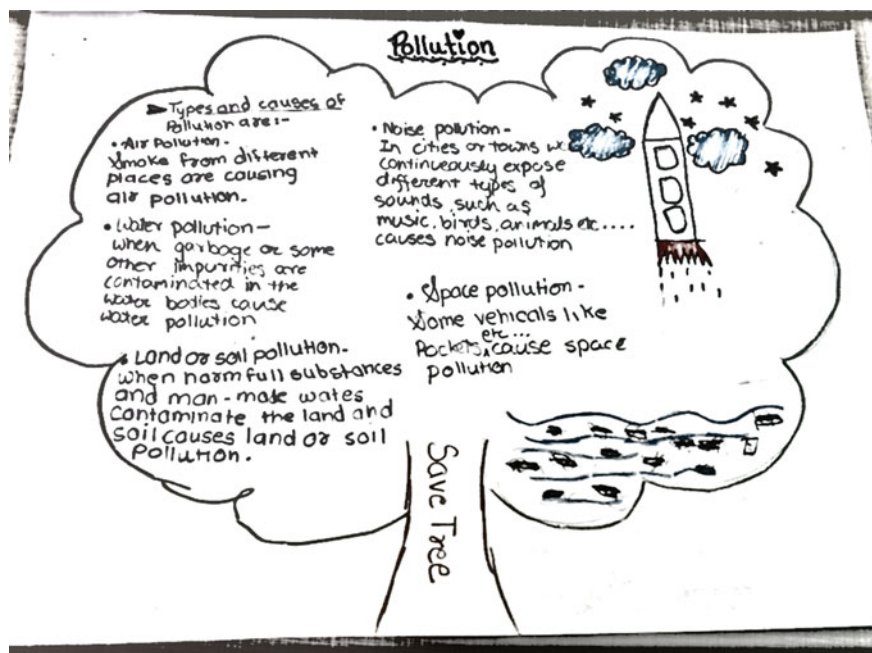 Pollution
Types and causes of
Pollution are:-
• Air Pollution-
Smoke from different
places are causing
air pollution.
• Water pollution-
when garbage or some
other impurities are
contaminated in the
water bodies cause
water pollution
• Land or soil pollution-
when harmfull substances
and man-made wates
contaminate the land and
soil causes land or soil
Pollution.
• Noise pollution-
In cities or towns we
continueously expose
different types of
sounds such as
music, birds, animals etc.....
causes noise pollution
• Space pollution-
Some vehicals like
Rockets, etc... cause space
pollution
Save Tree